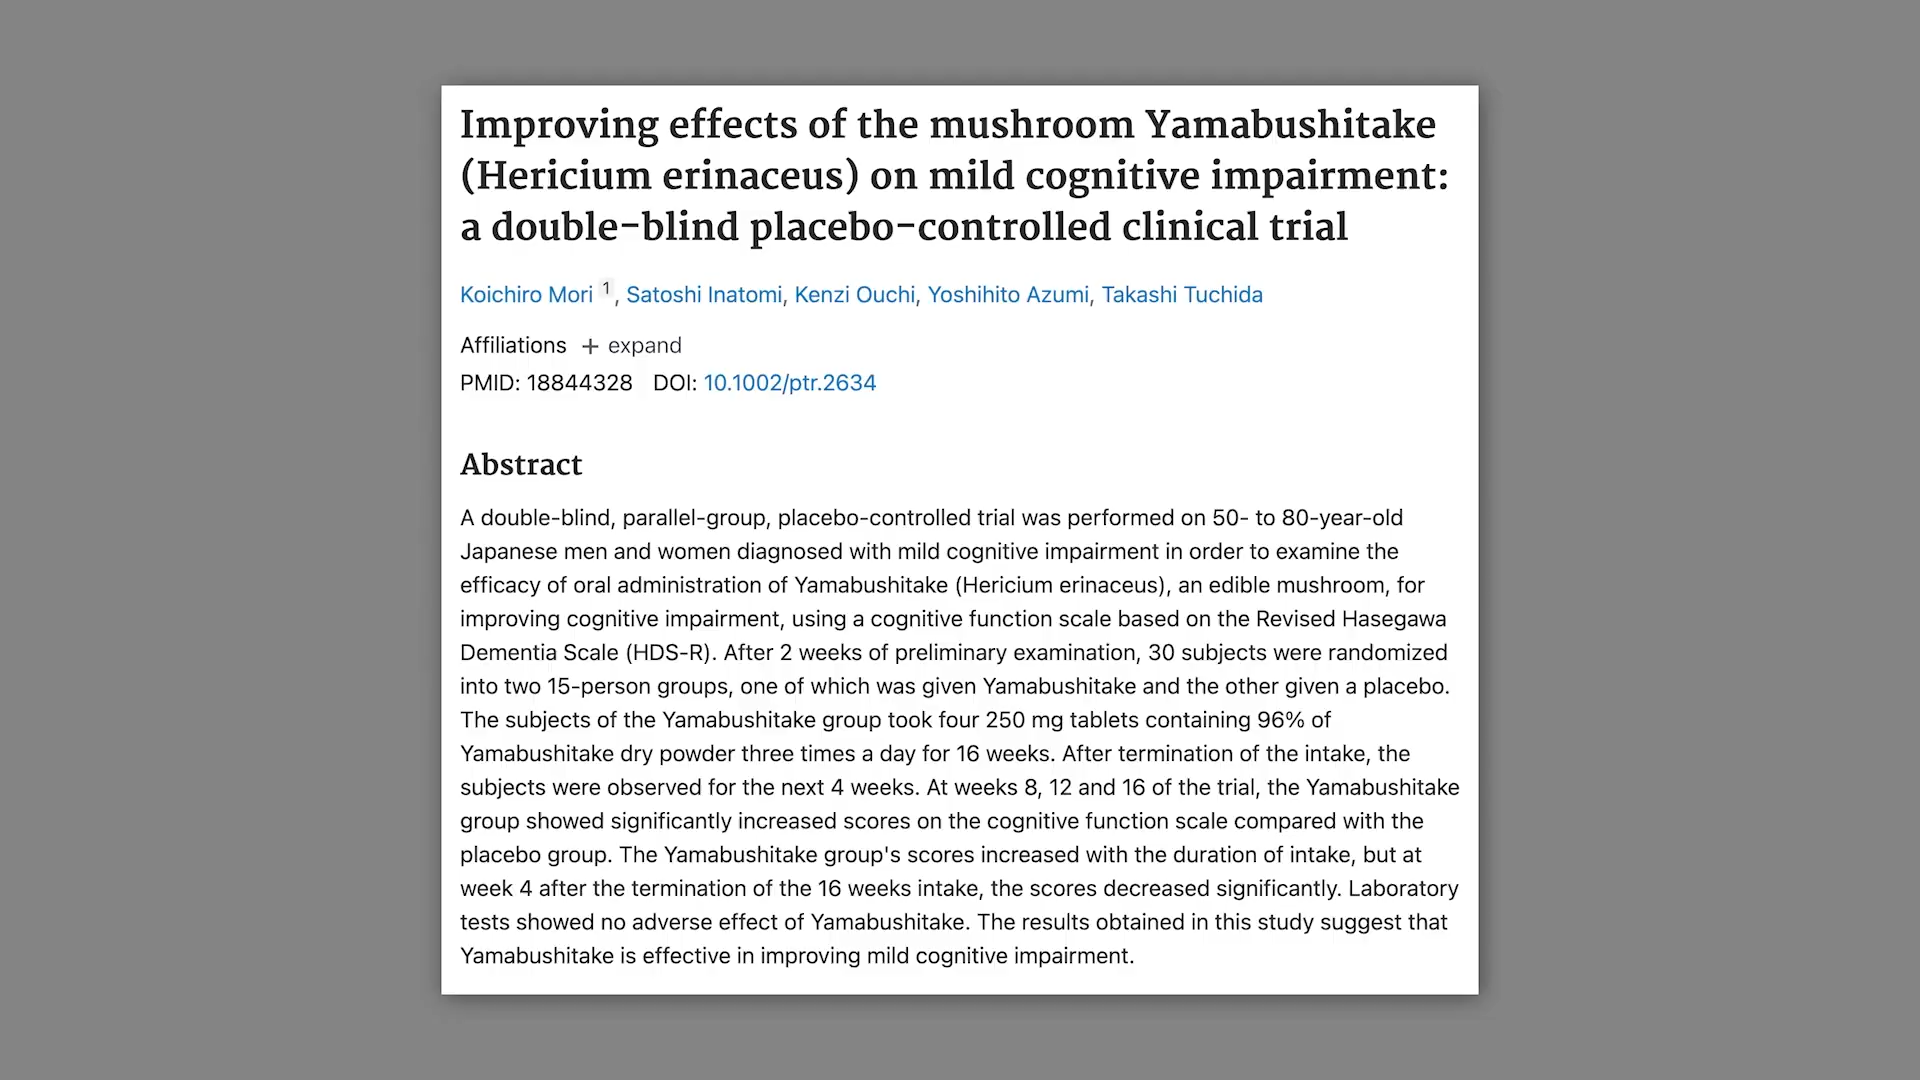 Improving effects of the mushroom Yamabushitake
(Hericium erinaceus) on mild cognitive impairment:
a double-blind placebo-controlled clinical trial
Koichiro Mori 1, Satoshi Inatomi, Kenzi Ouchi, Yoshihito Azumi, Takashi Tuchida
Affiliations + expand
PMID: 18844328 DOI: 10.1002/ptr.2634
Abstract
A double-blind, parallel-group, placebo-controlled trial was performed on 50- to 80-year-old
Japanese men and women diagnosed with mild cognitive impairment in order to examine the
efficacy of oral administration of Yamabushitake (Hericium erinaceus), an edible mushroom, for
improving cognitive impairment, using a cognitive function scale based on the Revised Hasegawa
Dementia Scale (HDS-R). After 2 weeks of preliminary examination, 30 subjects were randomized
into two 15-person groups, one of which was given Yamabushitake and the other given a placebo.
The subjects of the Yamabushitake group took four 250 mg tablets containing 96% of
Yamabushitake dry powder three times a day for 16 weeks. After termination of the intake, the
subjects were observed for the next 4 weeks. At weeks 8, 12 and 16 of the trial, the Yamabushitake
group showed significantly increased scores on the cognitive function scale compared with the
placebo group. The Yamabushitake group's scores increased with the duration of intake, but at
week 4 after the termination of the 16 weeks intake, the scores decreased significantly. Laboratory
tests showed no adverse effect of Yamabushitake. The results obtained in this study suggest that
Yamabushitake is effective in improving mild cognitive impairment.